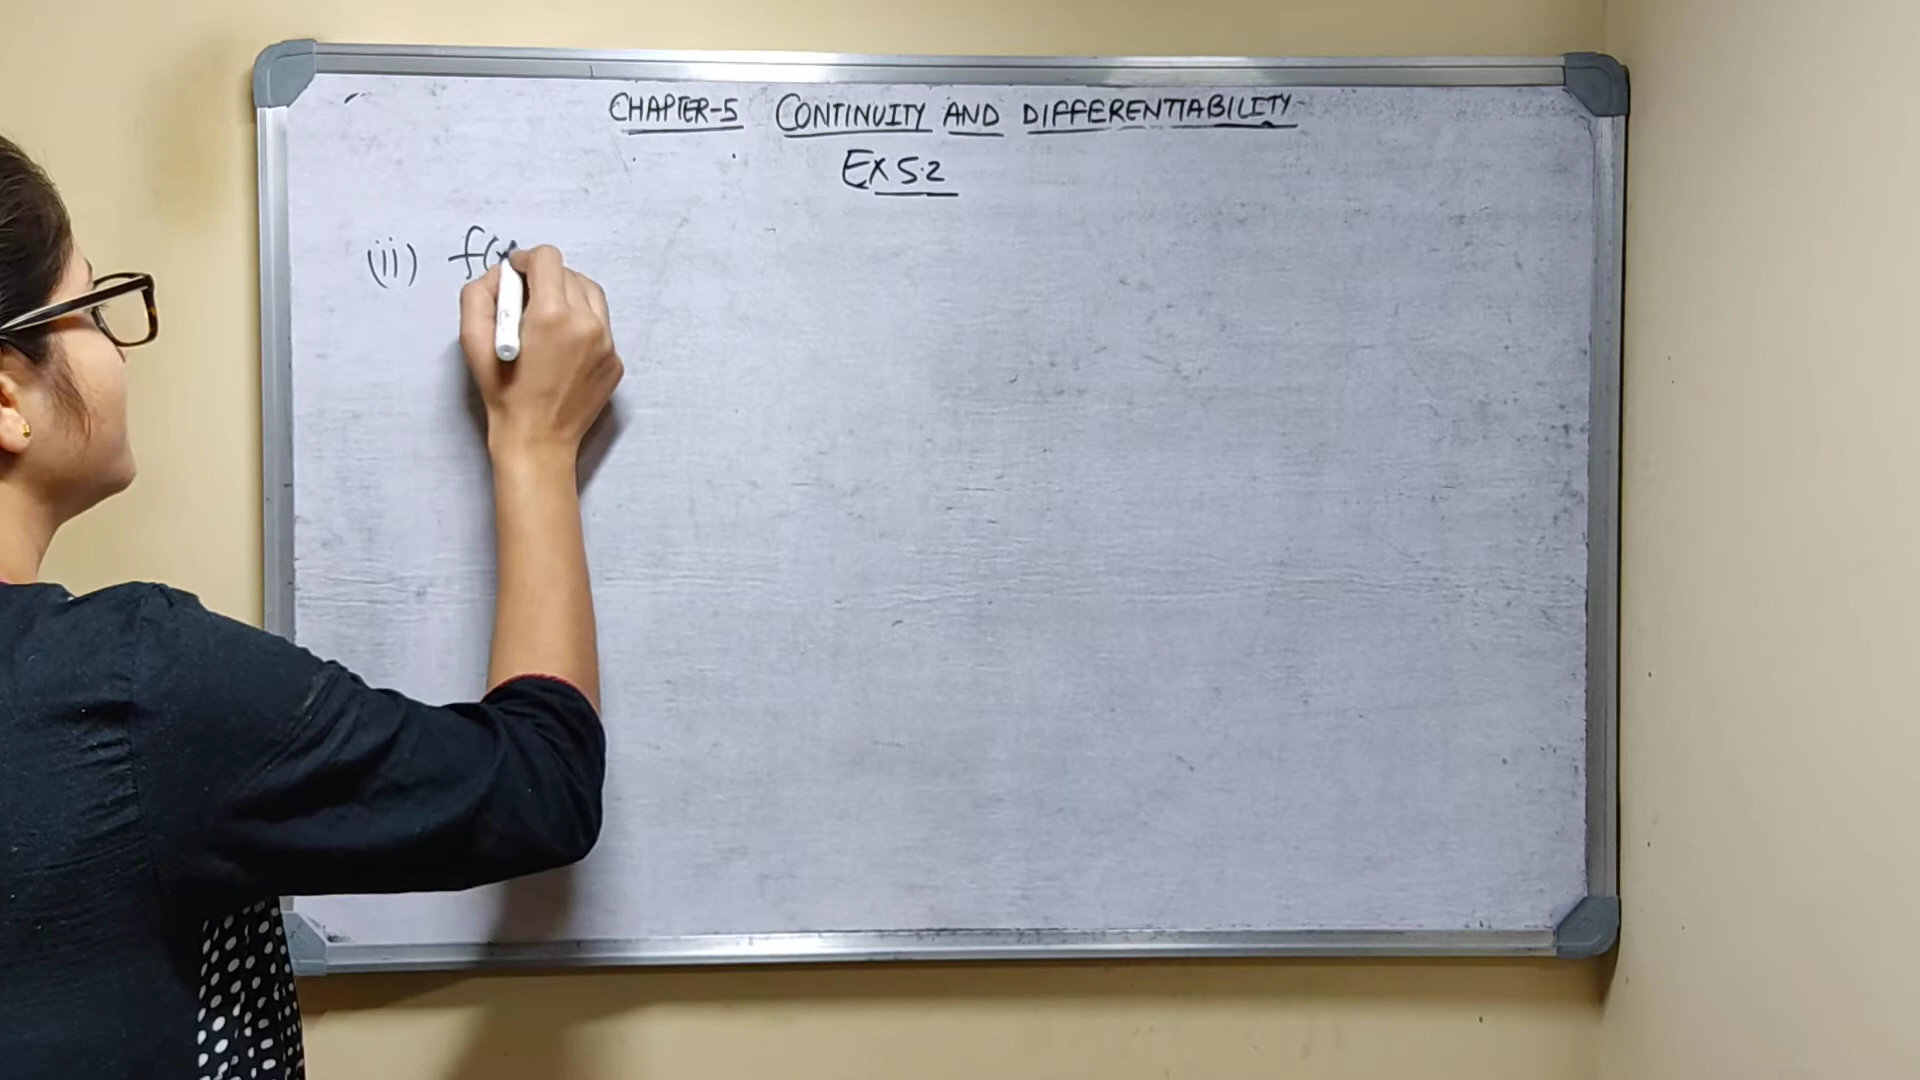 CHAPTER-5 CONTINUITY AND DIFFERENTIABILITY
Ex 5.2
(ii) f(x